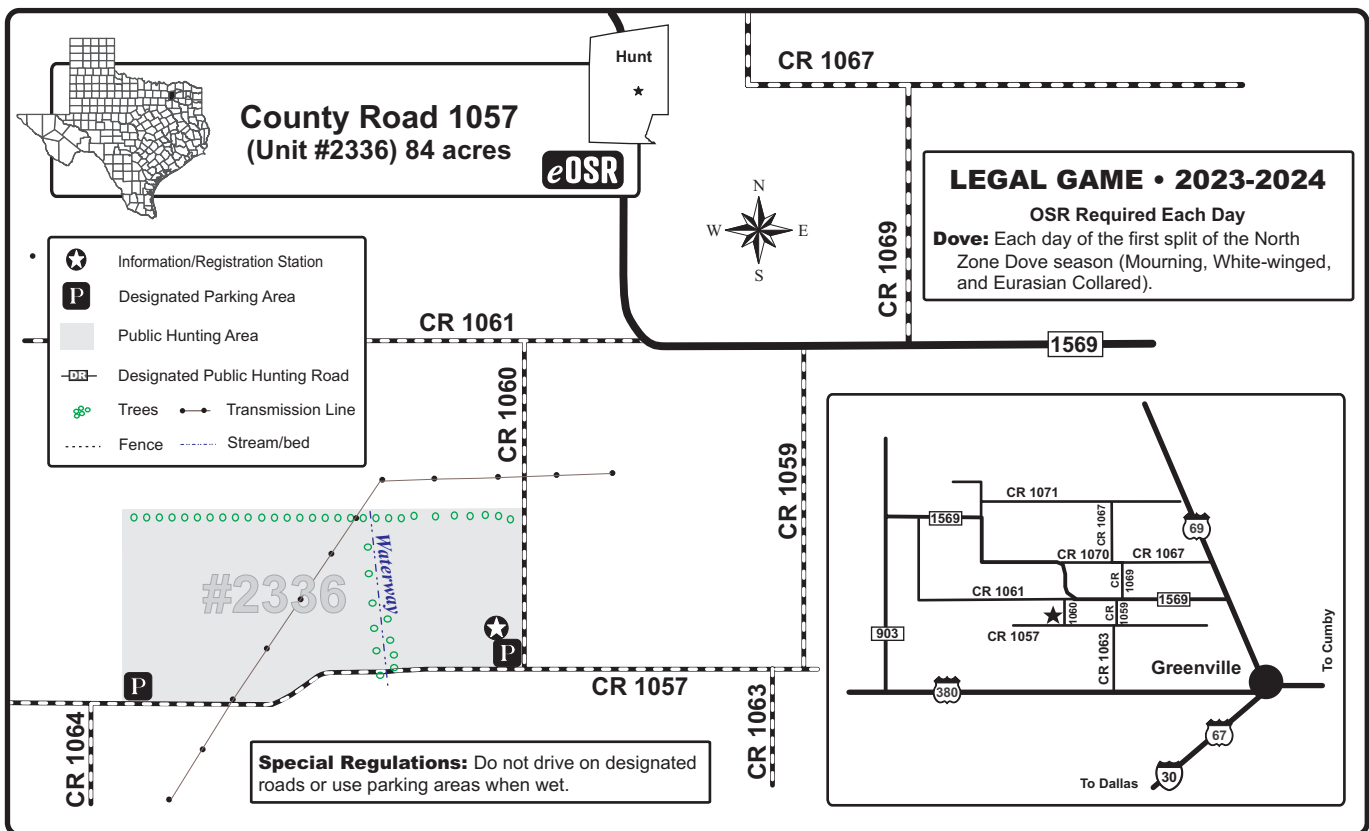 Hunt
County Road 1057
(Unit #2336) 84 acres
eOSR
CR 1067
LEGAL GAME • 2023-2024
OSR Required Each Day
Dove: Each day of the first split of the North
Zone Dove season (Mourning, White-winged,
and Eurasian Collared).
N
W
E
S
CR 1069
Information/Registration Station
P
Designated Parking Area
Public Hunting Area
DR
Designated Public Hunting Road
Trees
Transmission Line
Fence
Stream/bed
CR 1061
1569
CR 1060
CR 1059
#2336
Waterway
P
P
CR 1057
CR 1064
CR 1063
Special Regulations: Do not drive on designated
roads or use parking areas when wet.
CR 1071
1569
CR 1067
69
CR 1070
CR 1067
CR
1069
CR 1061
1569
1060
CR
1059
CR 1057
903
CR 1063
Greenville
To Cumby
380
67
30
To Dallas